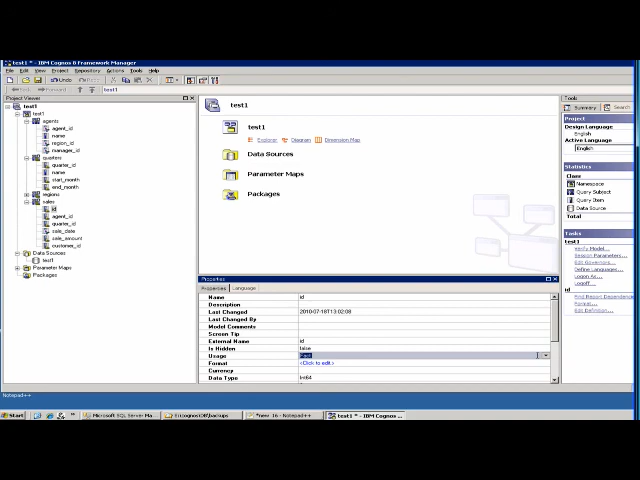 test1 * - IBM Cognos 8 Framework Manager
File Edit View Project Repository Actions Tools Help
Undo
test1
Project Viewer
test1
test1
agents
agent_id
name
region_id
manager_id
quarters
quarter_id
name
start_month
end_month
regions
sales
id
agent_id
quarter_id
sale_date
sale_amount
customer_id
Data Sources
test1
Parameter Maps
Packages
test1
test1
Explorer Diagram Dimension Map
Data Sources
Parameter Maps
Packages
Properties
Properties Language
Name id
Description
Last Changed 2010-07-18T13:02:08
Last Changed By
Model Comments
Screen Tip
External Name id
Is Hidden false
Usage Fact
Format <Click to edit>
Currency
Data Type Int64
Tools
Summary Search
Project
Design Language
English
Active Language
English
Statistics
Class
Namespace
Query Subject
Query Item
Data Source
Total
Tasks
test1
Verify Model...
Session Parameters...
Edit Governors...
Define Languages...
Logon As...
Logoff...
id
Find Report Dependencies
Format...
Edit Definition...
Notepad++
Start
Microsoft SQL Server Ma...
*new 16 - Notepad++
test1 * - IBM Cognos ...